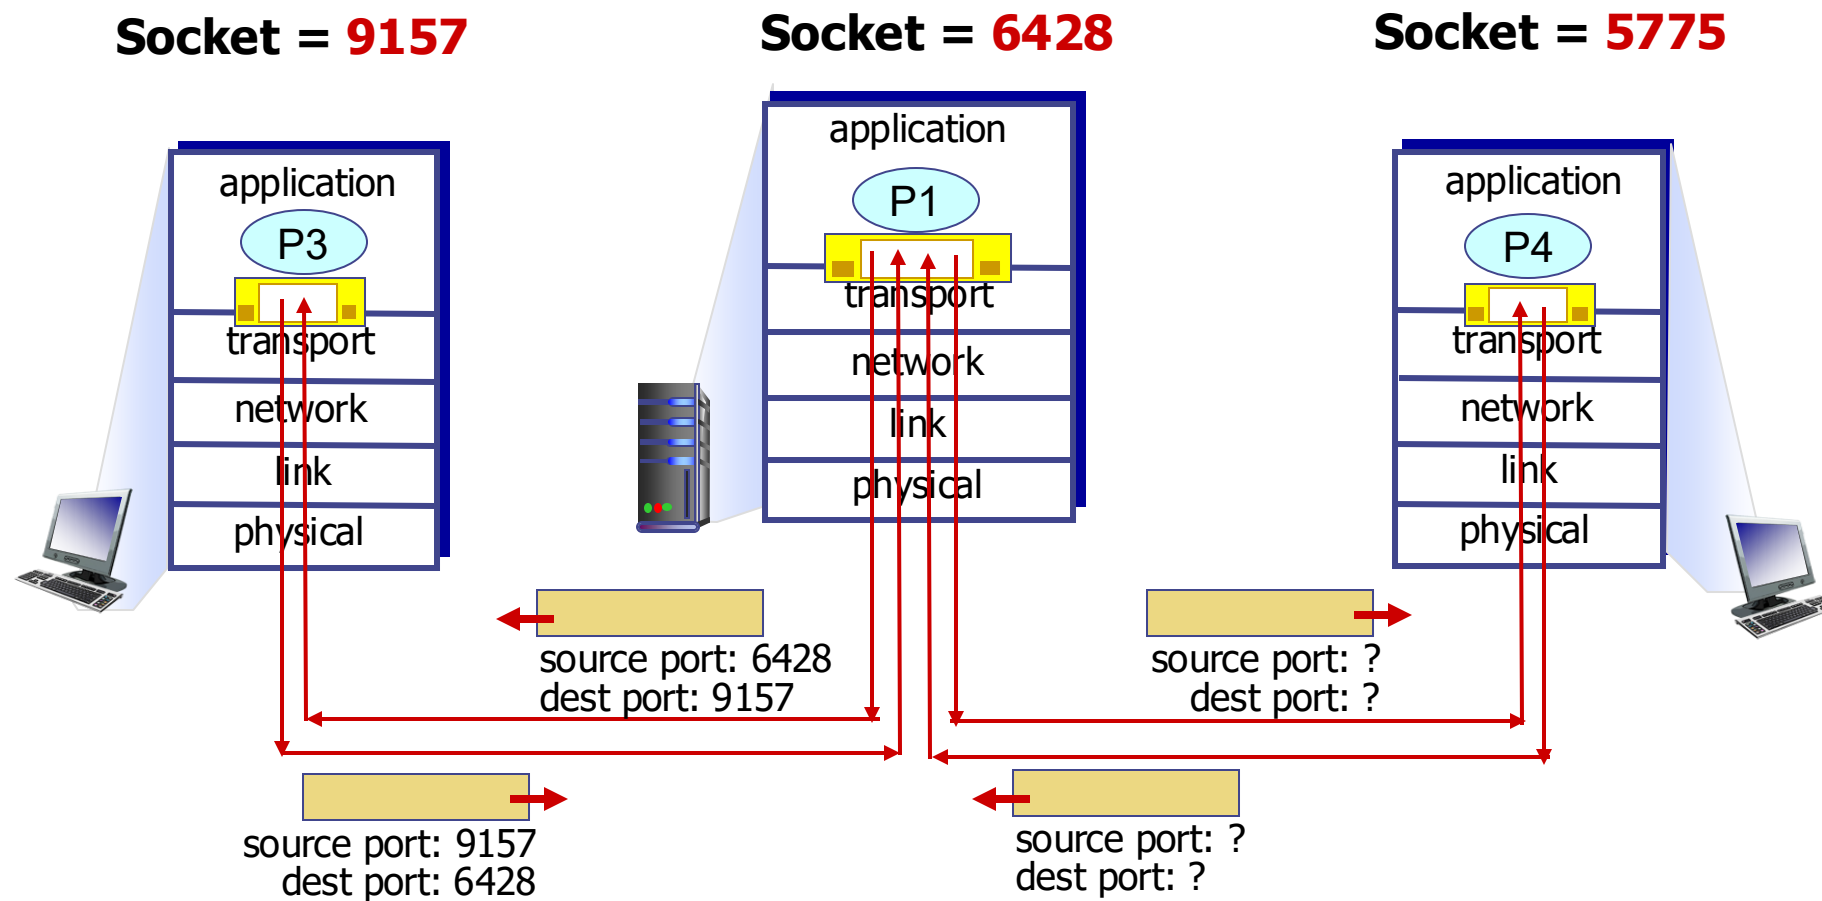 Socket = 9157
Socket = 6428
Socket = 5775
application
P3
transport
network
link
physical
application
P1
transport
network
link
physical
application
P4
transport
network
link
physical
source port: 6428
dest port: 9157
source port: ?
dest port: ?
source port: 9157
dest port: 6428
source port: ?
dest port: ?